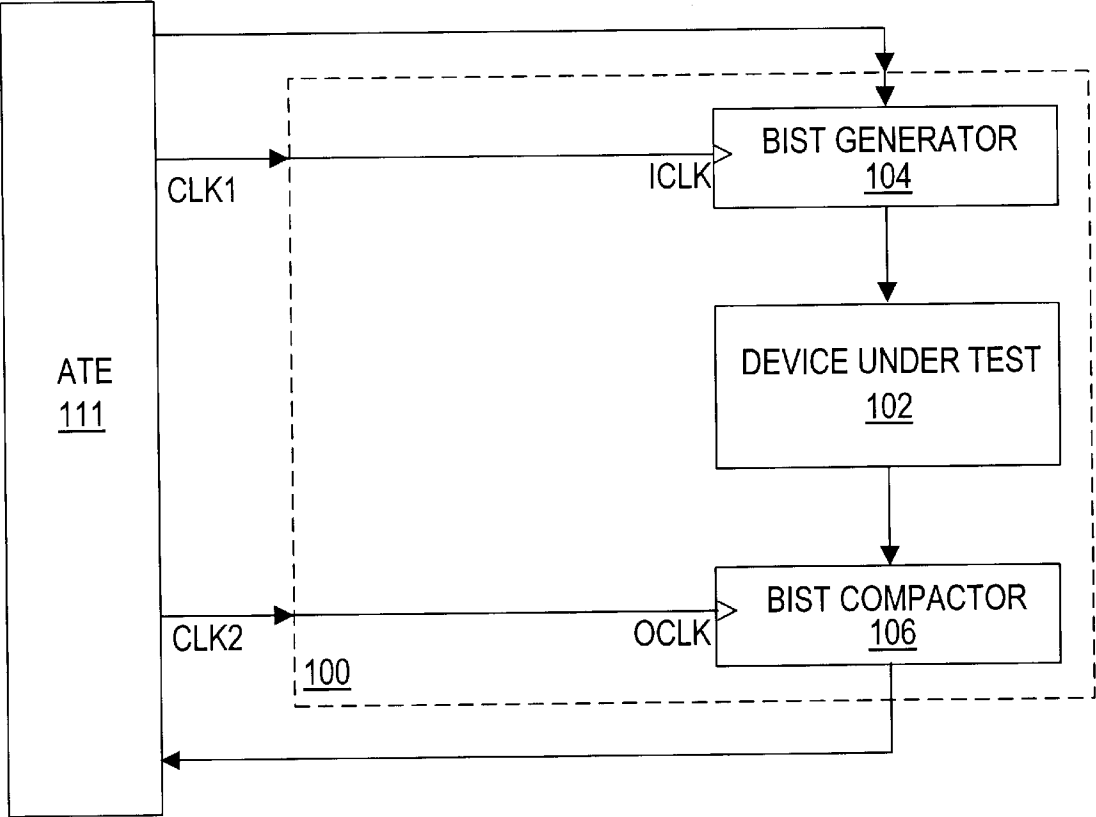 BIST GENERATOR
104
CLK1
ICLK
DEVICE UNDER TEST
102
ATE
111
BIST COMPACTOR
106
CLK2
OCLK
100